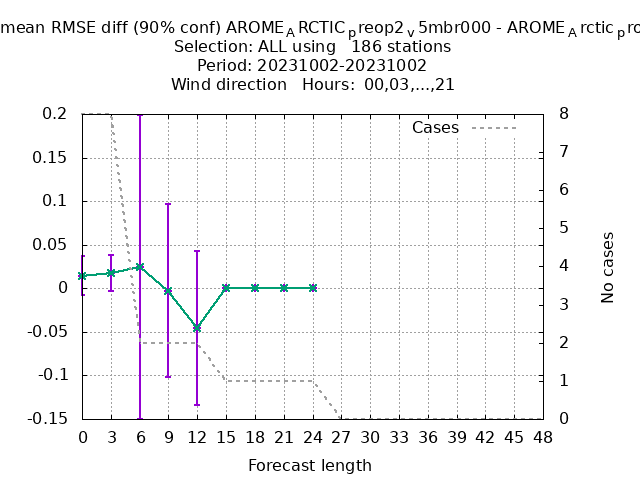 mean RMSE diff (90% conf) AROME_ARCTIC_preop2_v5mbr000 - AROME_Arctic_pro
Selection: ALL using 186 stations
Period: 20231002-20231002
Wind direction Hours: 00,03,...,21
Cases
0.2
0.15
0.1
0.05
0
-0.05
-0.1
-0.15
8
7
6
5
4
3
2
1
0
No cases
0 3 6 9 12 15 18 21 24 27 30 33 36 39 42 45 48
Forecast length